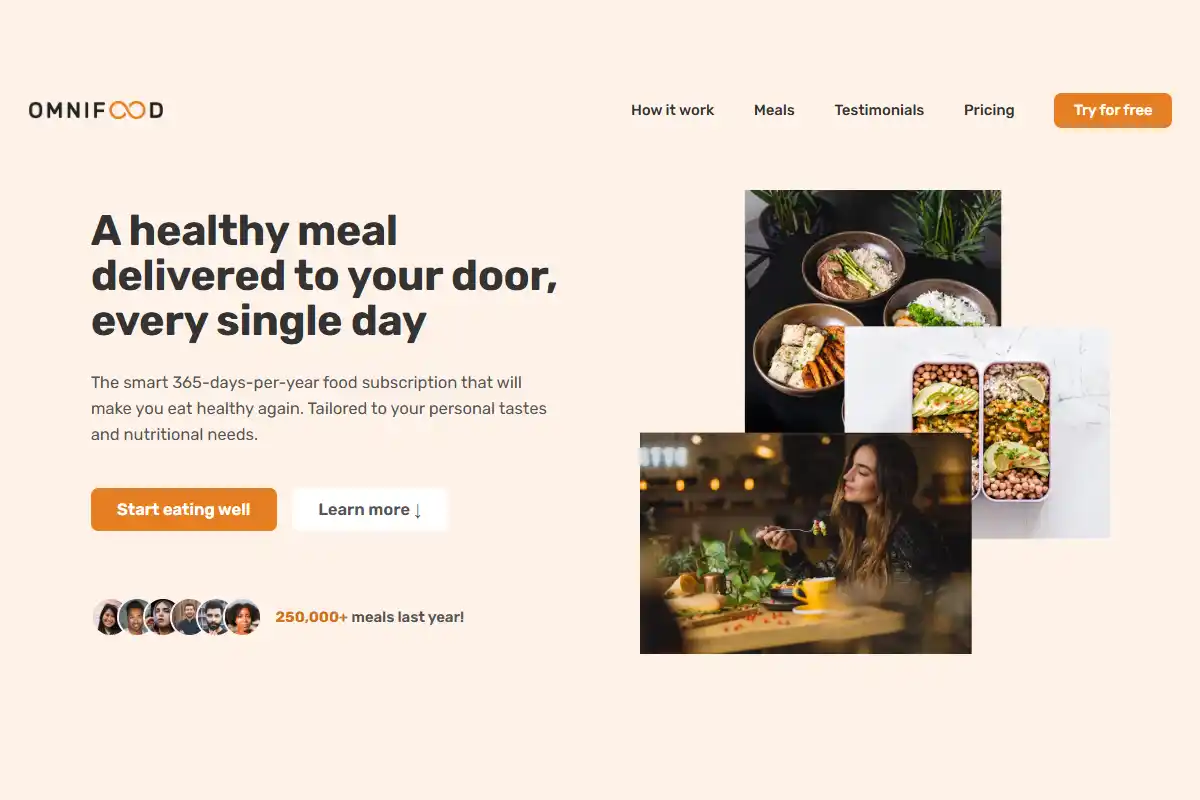 OMNIFOOD
How it work
Meals
Testimonials
Pricing
Try for free
A healthy meal
delivered to your door,
every single day
The smart 365-days-per-year food subscription that will
make you eat healthy again. Tailored to your personal tastes
and nutritional needs.
Start eating well
Learn more ↓
250,000+ meals last year!